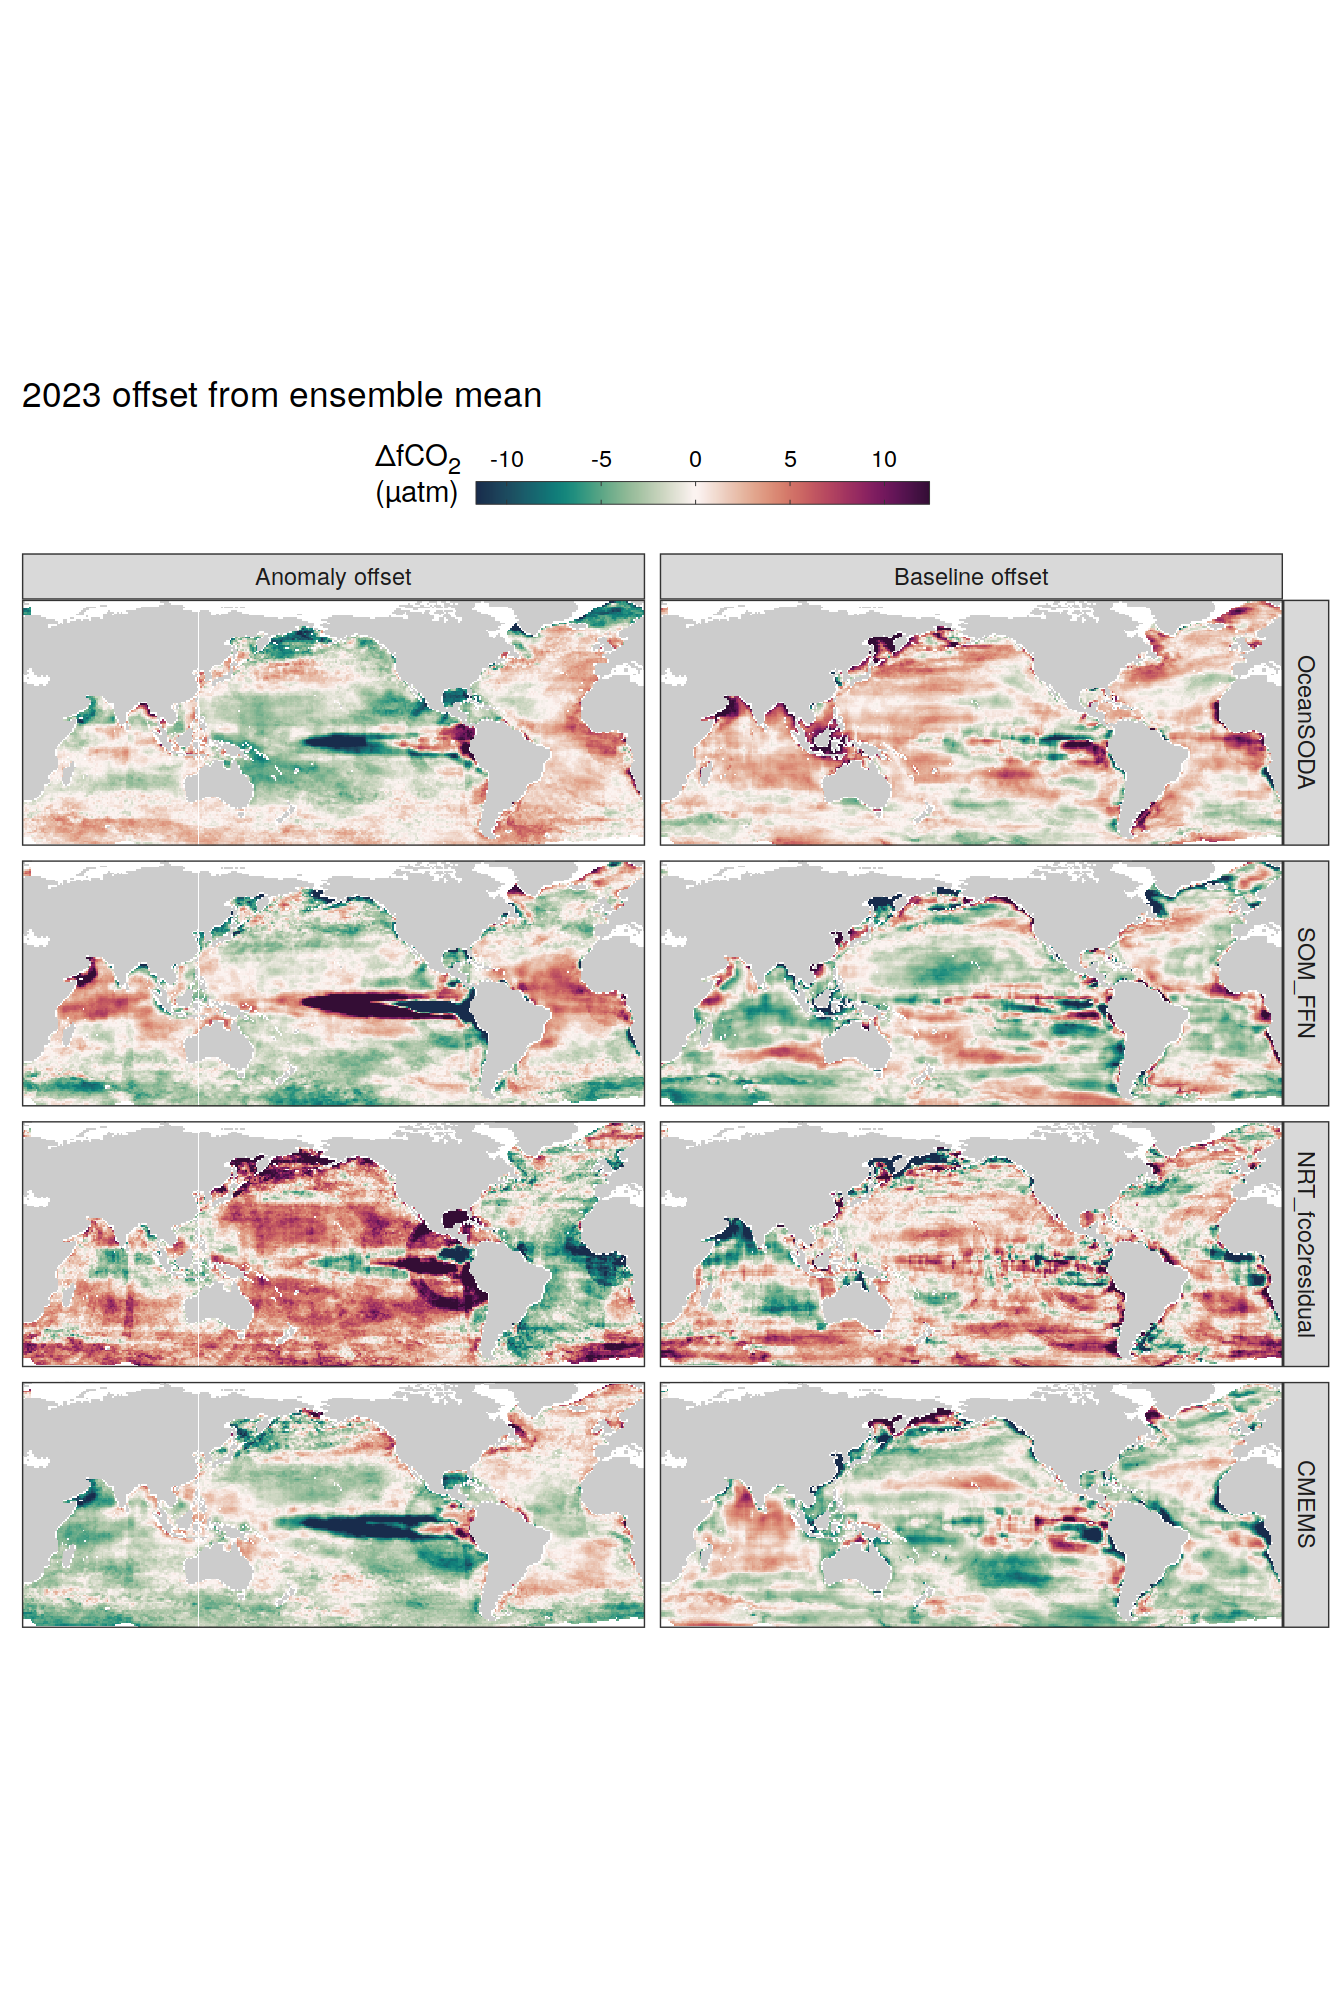 2023 offset from ensemble mean
ΔfCO₂
(μatm)
-10 -5 0 5 10
Anomaly offset
Baseline offset
OceanSODA
SOM_FFN
NRT_fco2residual
CMEMS